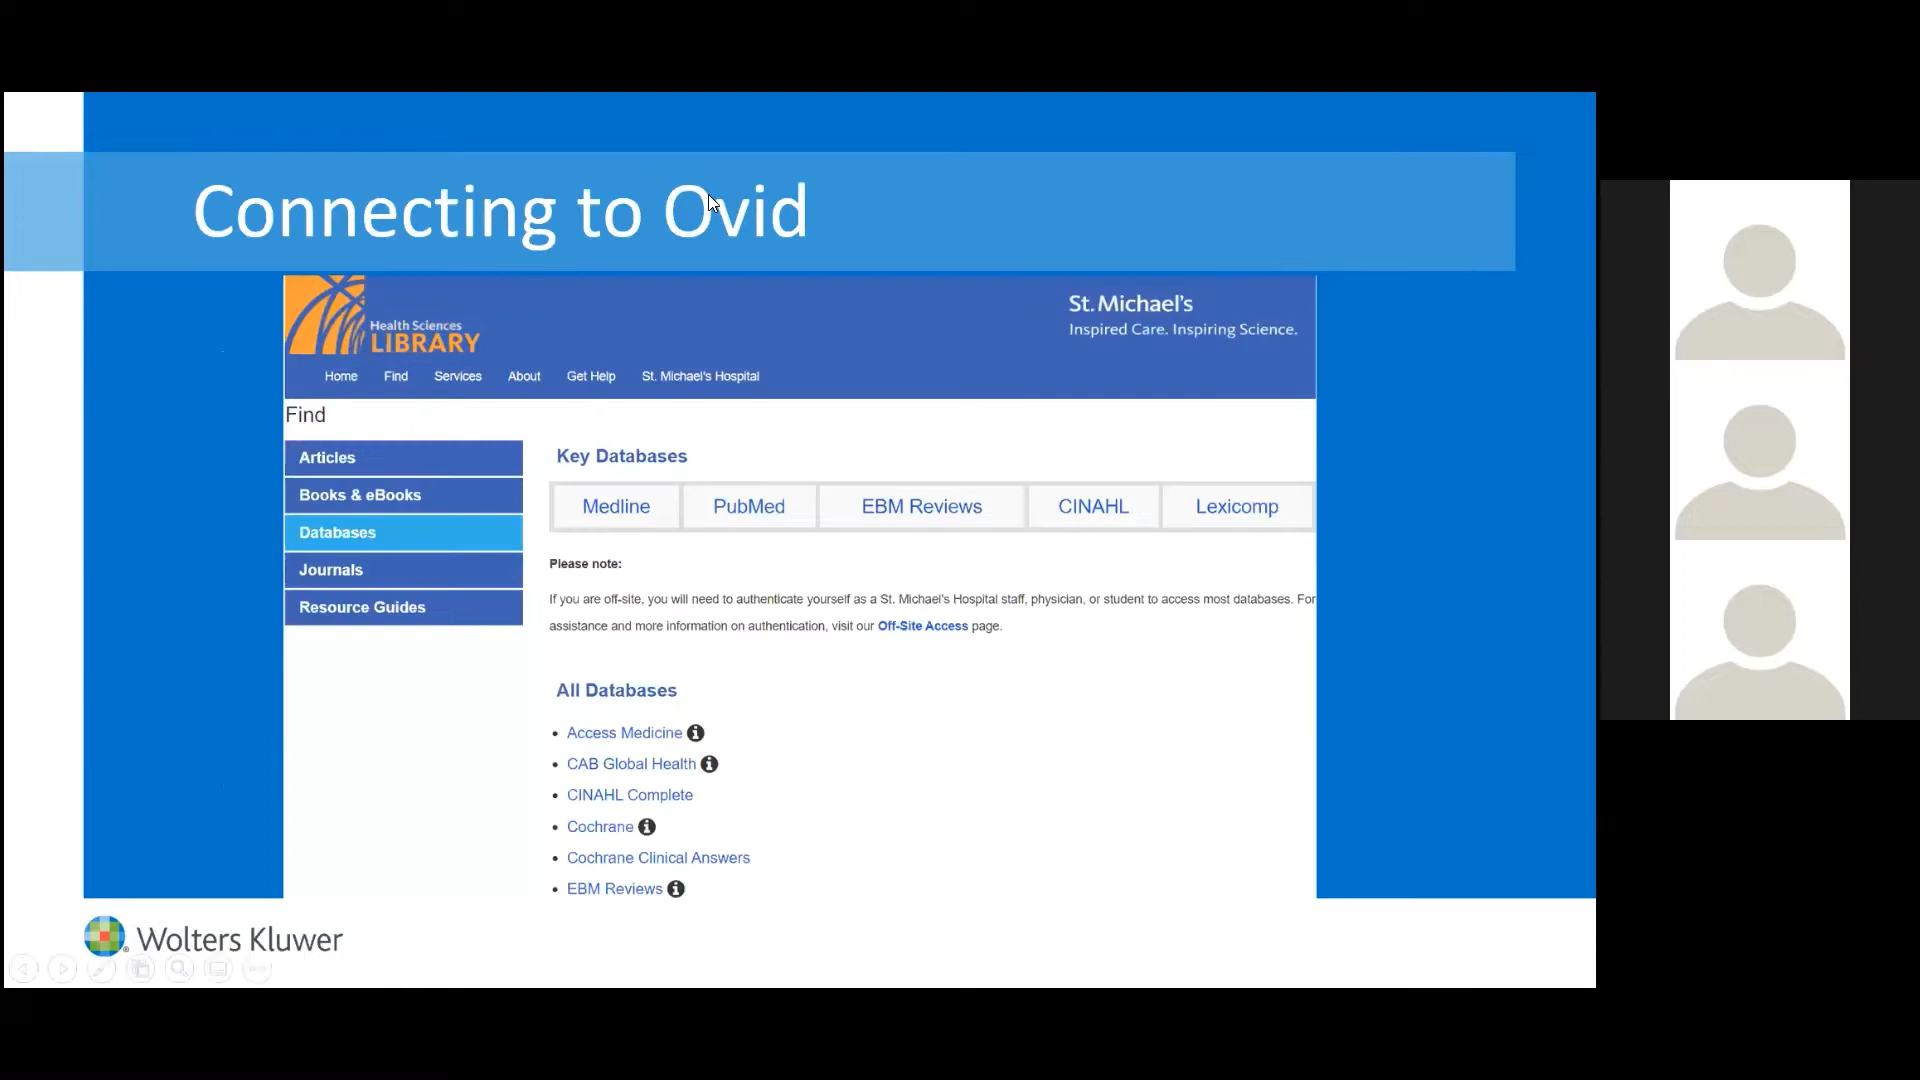 Connecting to Ovid
Health Sciences
LIBRARY
St. Michael's
Inspired Care. Inspiring Science.
Home Find Services About Get Help St. Michael's Hospital
Find
Articles
Books & eBooks
Databases
Journals
Resource Guides
Key Databases
Medline PubMed EBM Reviews CINAHL Lexicomp
Please note:
If you are off-site, you will need to authenticate yourself as a St. Michael's Hospital staff, physician, or student to access most databases. For
assistance and more information on authentication, visit our Off-Site Access page.
All Databases
• Access Medicine
• CAB Global Health
• CINAHL Complete
• Cochrane
• Cochrane Clinical Answers
• EBM Reviews
Wolters Kluwer